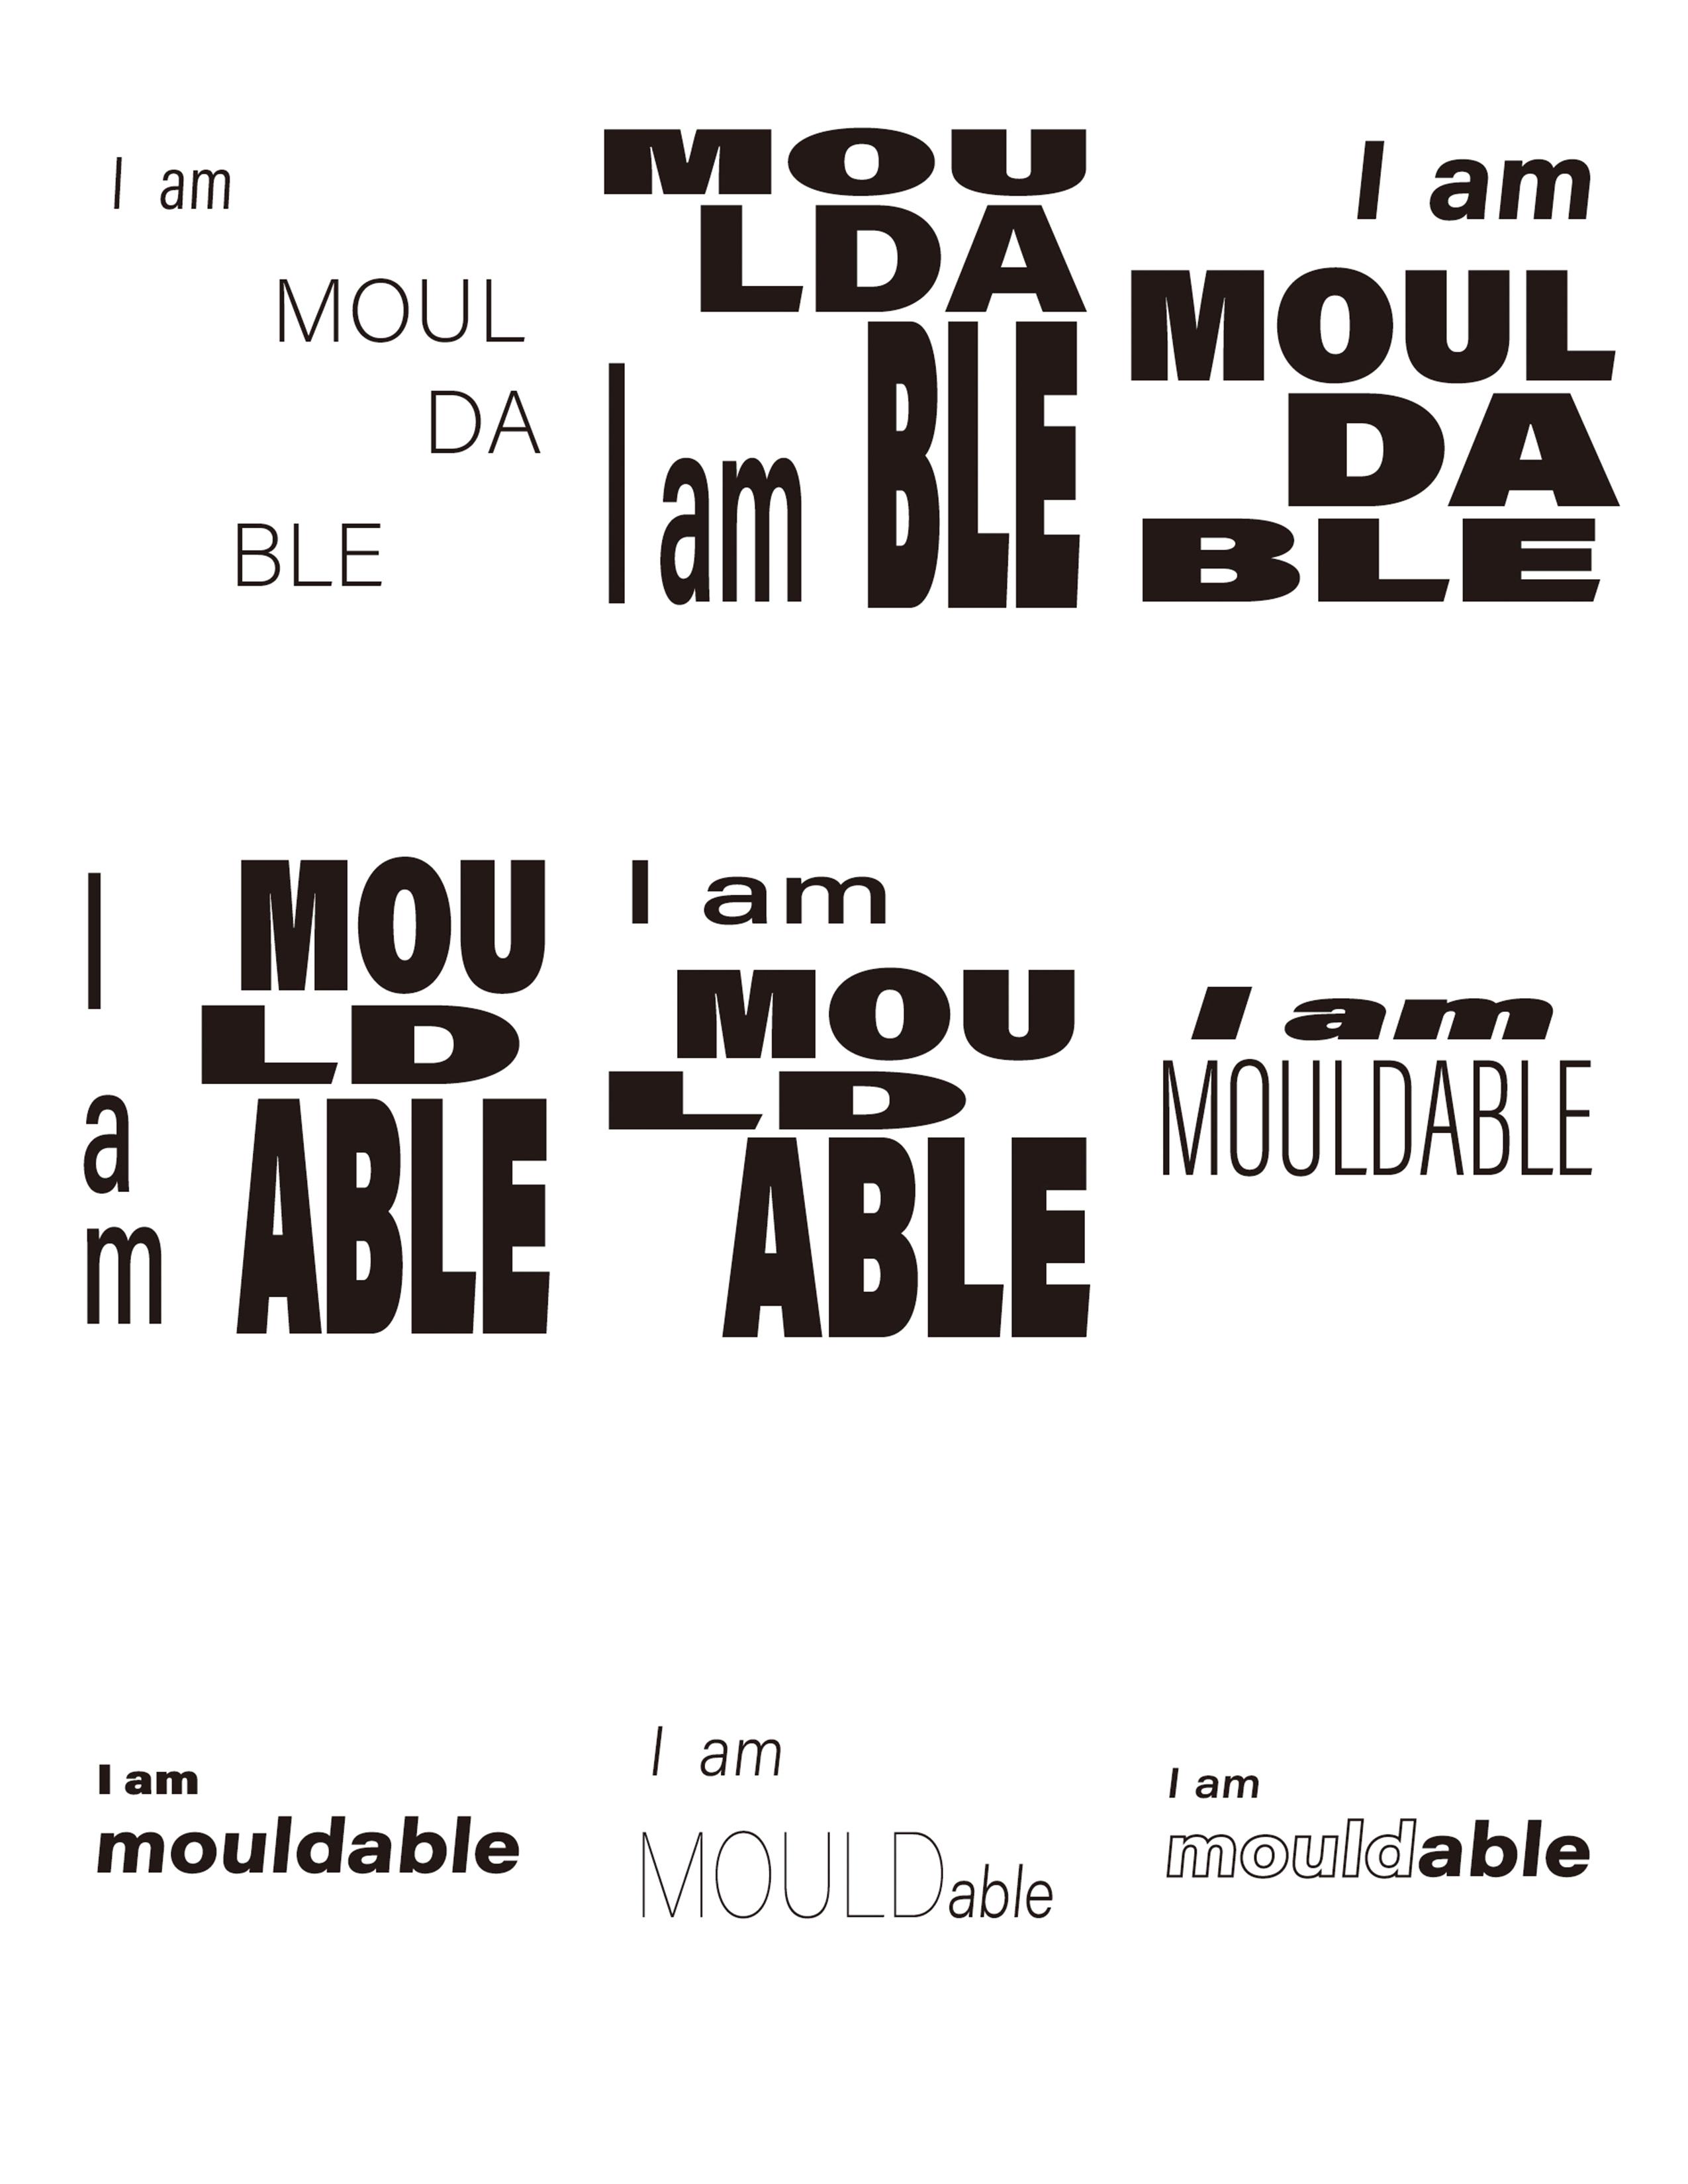 I am
MOUL
DA
BLE
MOU
LDA
BLE
I am
I am
MOUL
DA
BLE
I
a
m
MOU
LD
ABLE
I am
MOU
LD
ABLE
I am
MOULDABLE
I am
mouldable
I am
MOULDable
I am
mouldable